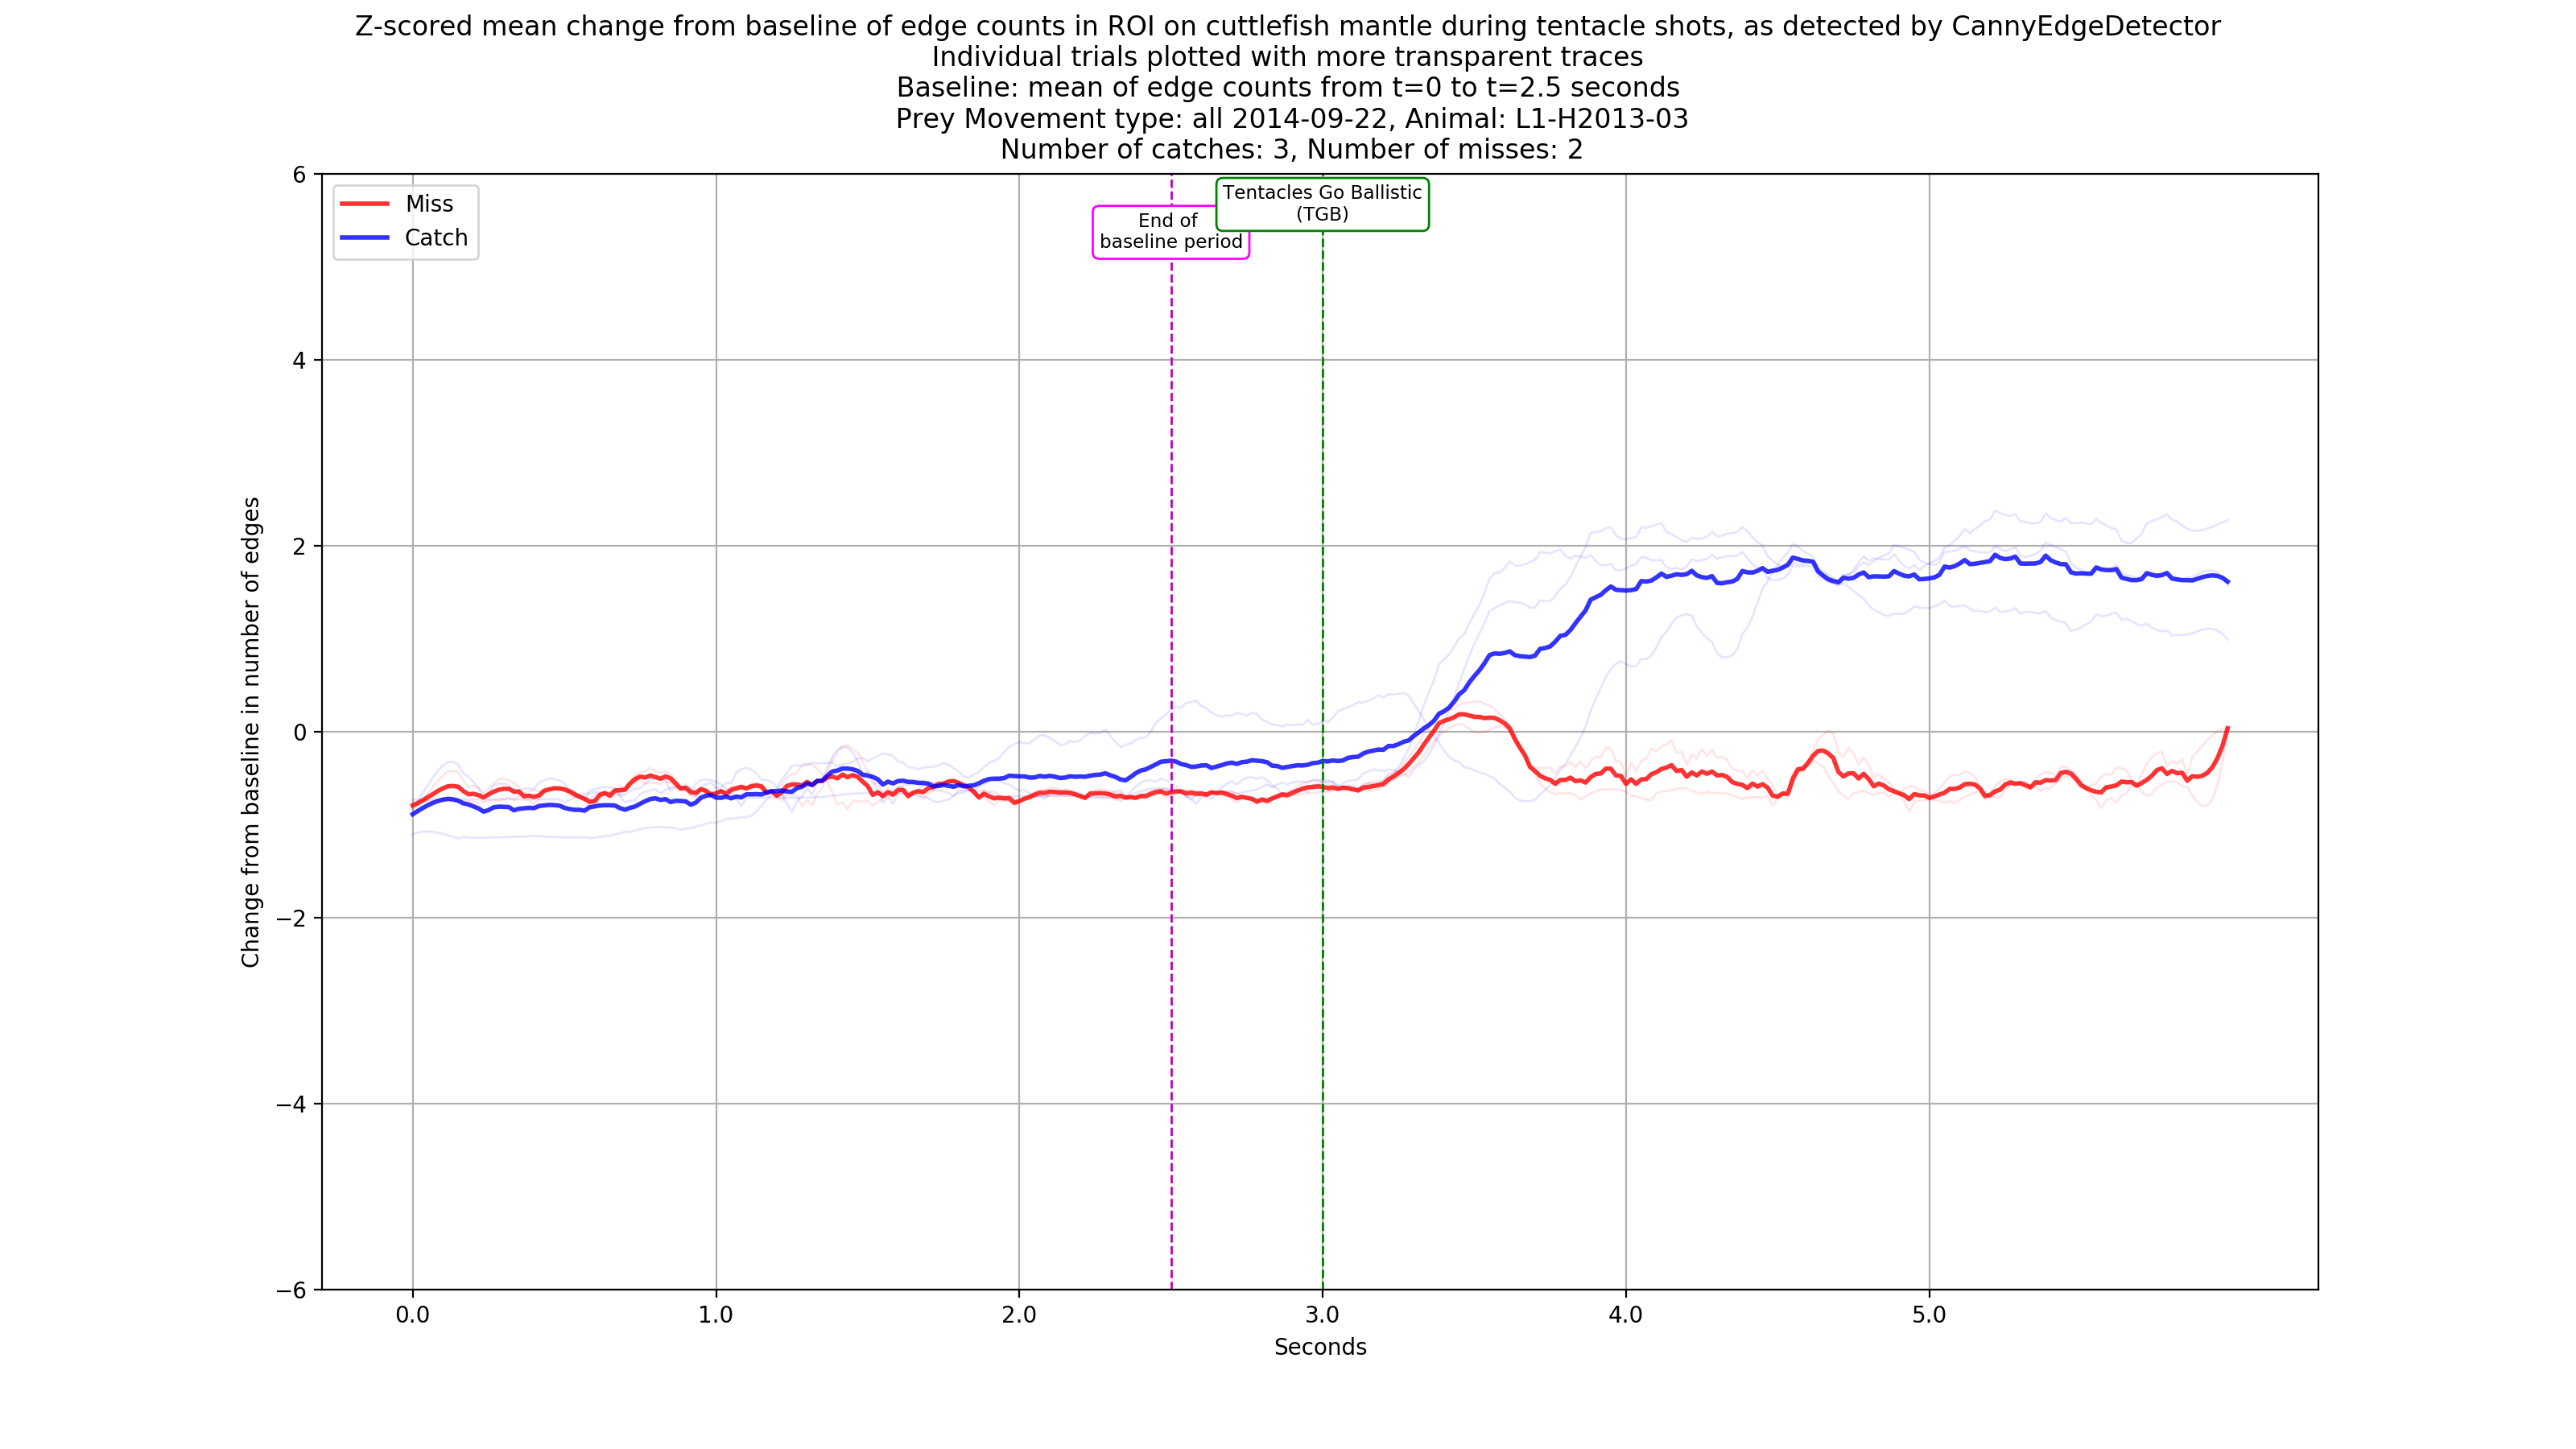 Z-scored mean change from baseline of edge counts in ROI on cuttlefish mantle during tentacle shots, as detected by CannyEdgeDetector
Individual trials plotted with more transparent traces
Baseline: mean of edge counts from t=0 to t=2.5 seconds
Prey Movement type: all 2014-09-22, Animal: L1-H2013-03
Number of catches: 3, Number of misses: 2
Miss
Catch
End of
baseline period
Tentacles Go Ballistic
(TGB)
Change from baseline in number of edges
6
4
2
0
−2
−4
−6
0.0
1.0
2.0
3.0
4.0
5.0
Seconds